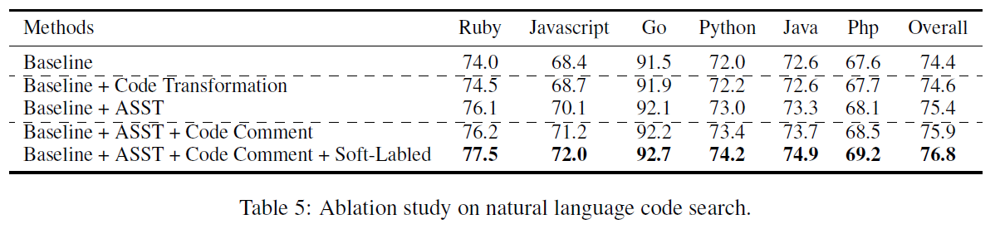 Methods Ruby Javascript Go Python Java Php Overall
Baseline 74.0 68.4 91.5 72.0 72.6 67.6 74.4
Baseline + Code Transformation 74.5 68.7 91.9 72.2 72.6 67.7 74.6
Baseline + ASST 76.1 70.1 92.1 73.0 73.3 68.1 75.4
Baseline + ASST + Code Comment 76.2 71.2 92.2 73.4 73.7 68.5 75.9
Baseline + ASST + Code Comment + Soft-Labled 77.5 72.0 92.7 74.2 74.9 69.2 76.8
Table 5: Ablation study on natural language code search.